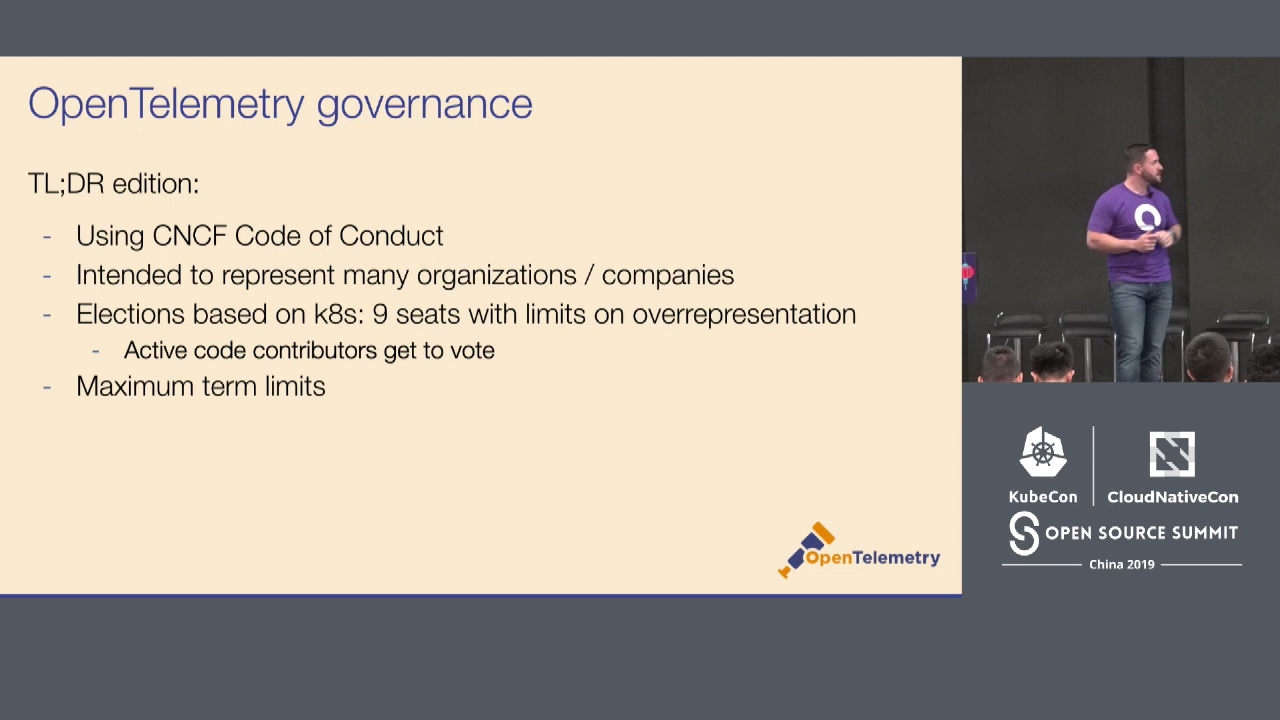 OpenTelemetry governance
TL;DR edition:
- Using CNCF Code of Conduct
- Intended to represent many organizations / companies
- Elections based on k8s: 9 seats with limits on overrepresentation
- Active code contributors get to vote
- Maximum term limits
OpenTelemetry
KubeCon
CloudNativeCon
OPEN SOURCE SUMMIT
China 2019